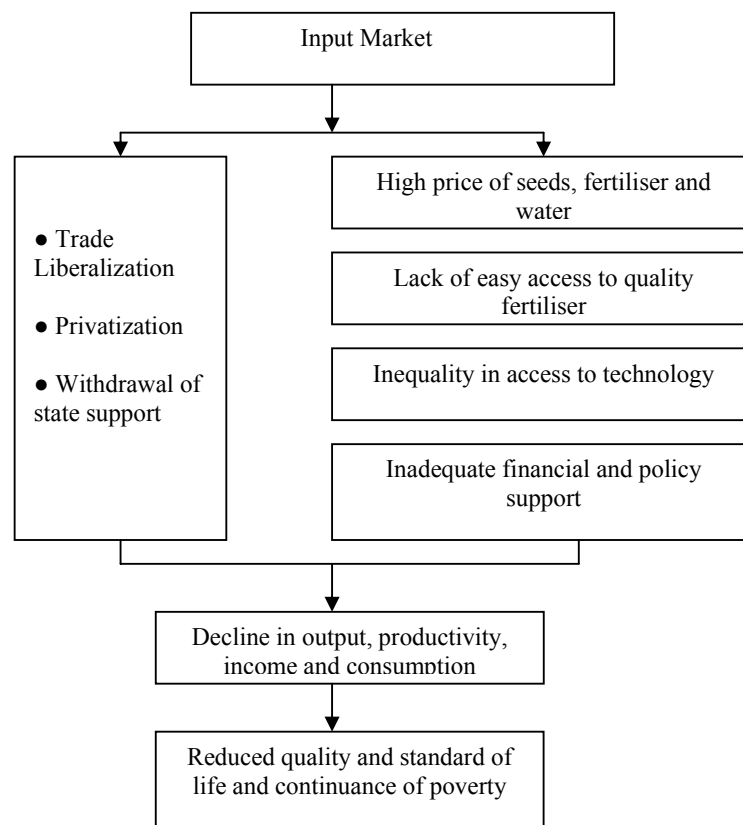 Input Market
● Trade
Liberalization
● Privatization
● Withdrawal of
state support
High price of seeds, fertiliser and
water
Lack of easy access to quality
fertiliser
Inequality in access to technology
Inadequate financial and policy
support
Decline in output, productivity,
income and consumption
Reduced quality and standard of
life and continuance of poverty